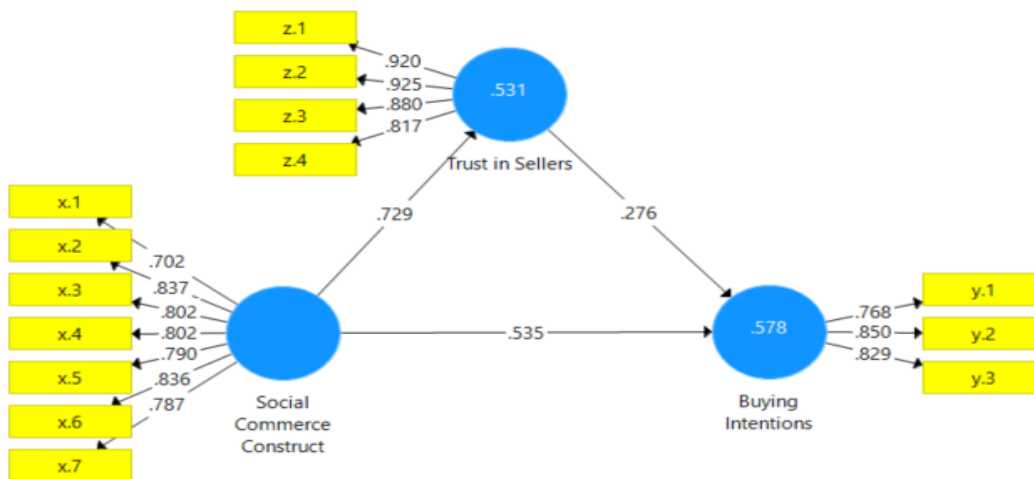 z.1
z.2
z.3
z.4
.920
.925
.880
.817
.531
Trust in Sellers
x.1
x.2
x.3
x.4
x.5
x.6
x.7
.702
.837
.802
.802
.790
.836
.787
Social
Commerce
Construct
.729
.276
.535
.578
Buying
Intentions
.768
.850
.829
y.1
y.2
y.3